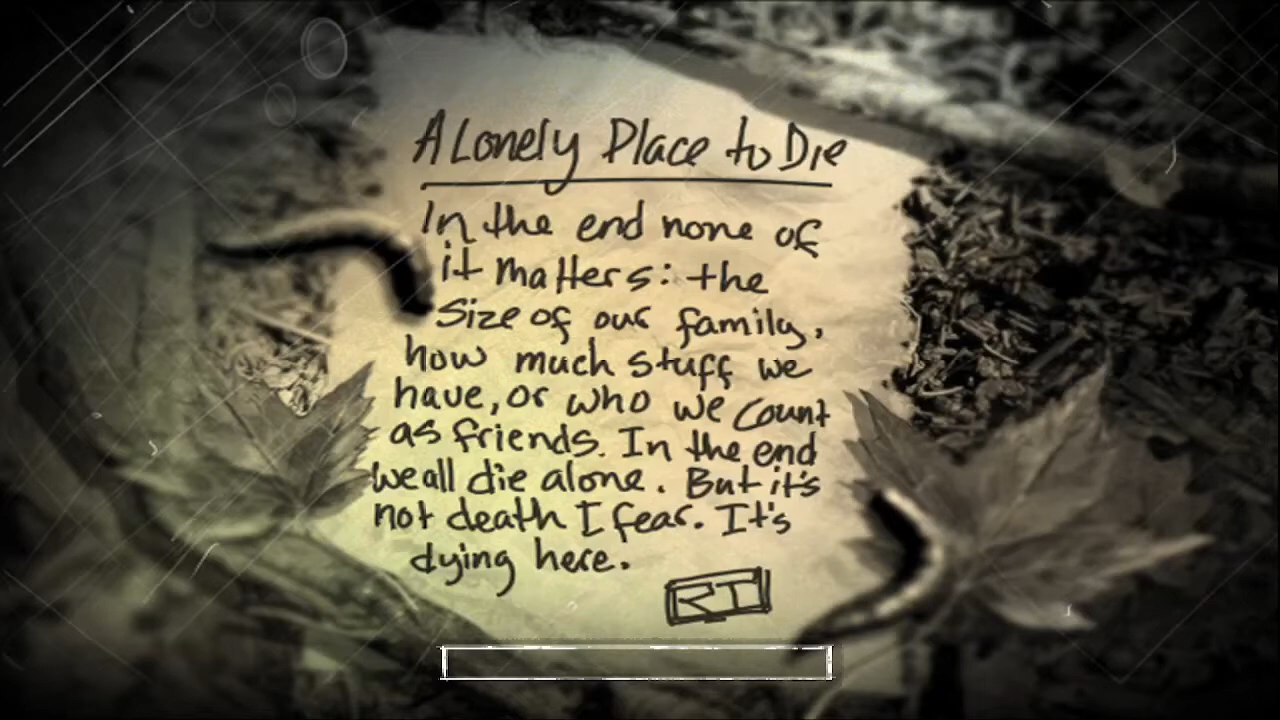 A Lonely Place to Die
In the end none of
it matters: the
size of our family,
how much stuff we
have, or who we count
as friends. In the end
we all die alone. But it's
not death I fear. It's
dying here.
RT